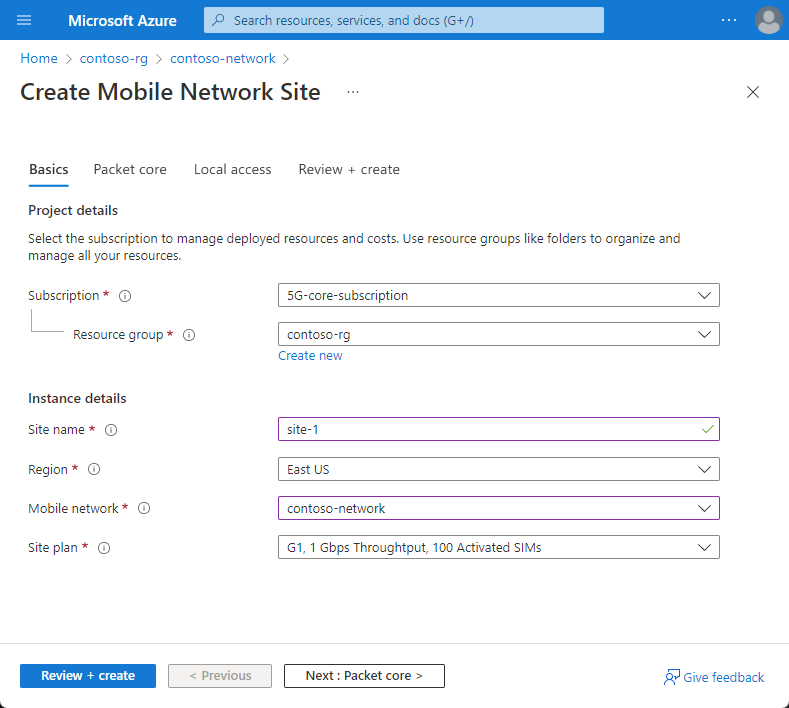 Microsoft Azure
Search resources, services, and docs (G+/)
Home > contoso-rg > contoso-network >
Create Mobile Network Site ...
Basics Packet core Local access Review + create
Project details
Select the subscription to manage deployed resources and costs. Use resource groups like folders to organize and
manage all your resources.
Subscription * 5G-core-subscription
Resource group * contoso-rg
Create new
Instance details
Site name * site-1
Region * East US
Mobile network * contoso-network
Site plan * G1, 1 Gbps Throughtput, 100 Activated SIMs
Review + create < Previous Next : Packet core > Give feedback